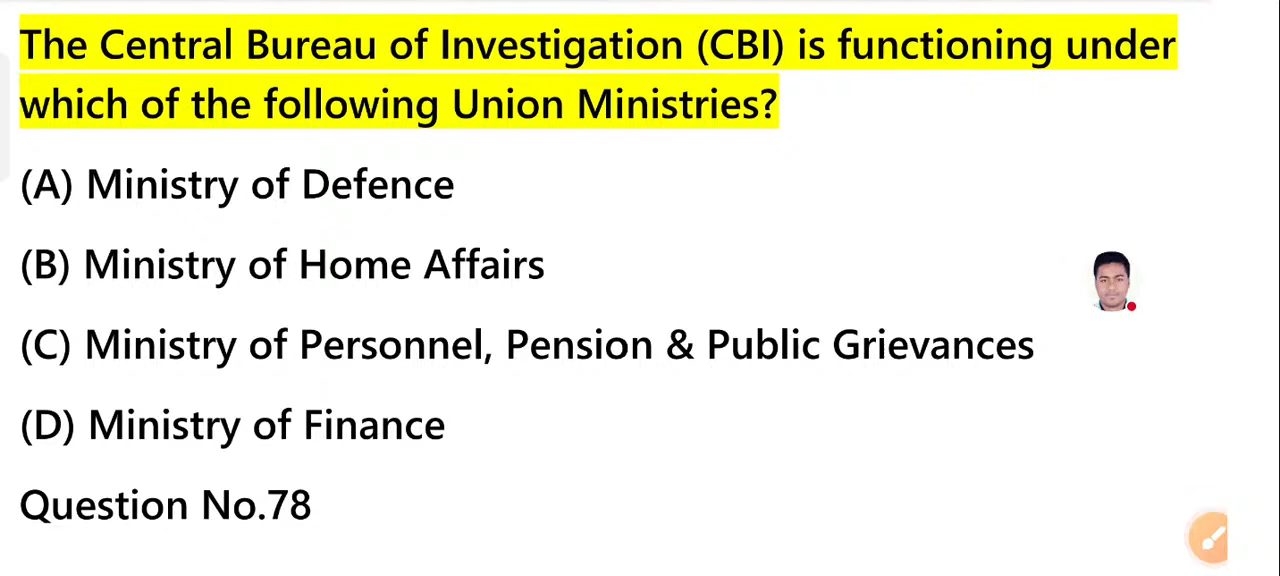 The Central Bureau of Investigation (CBI) is functioning under
which of the following Union Ministries?
(A) Ministry of Defence
(B) Ministry of Home Affairs
(C) Ministry of Personnel, Pension & Public Grievances
(D) Ministry of Finance
Question No.78